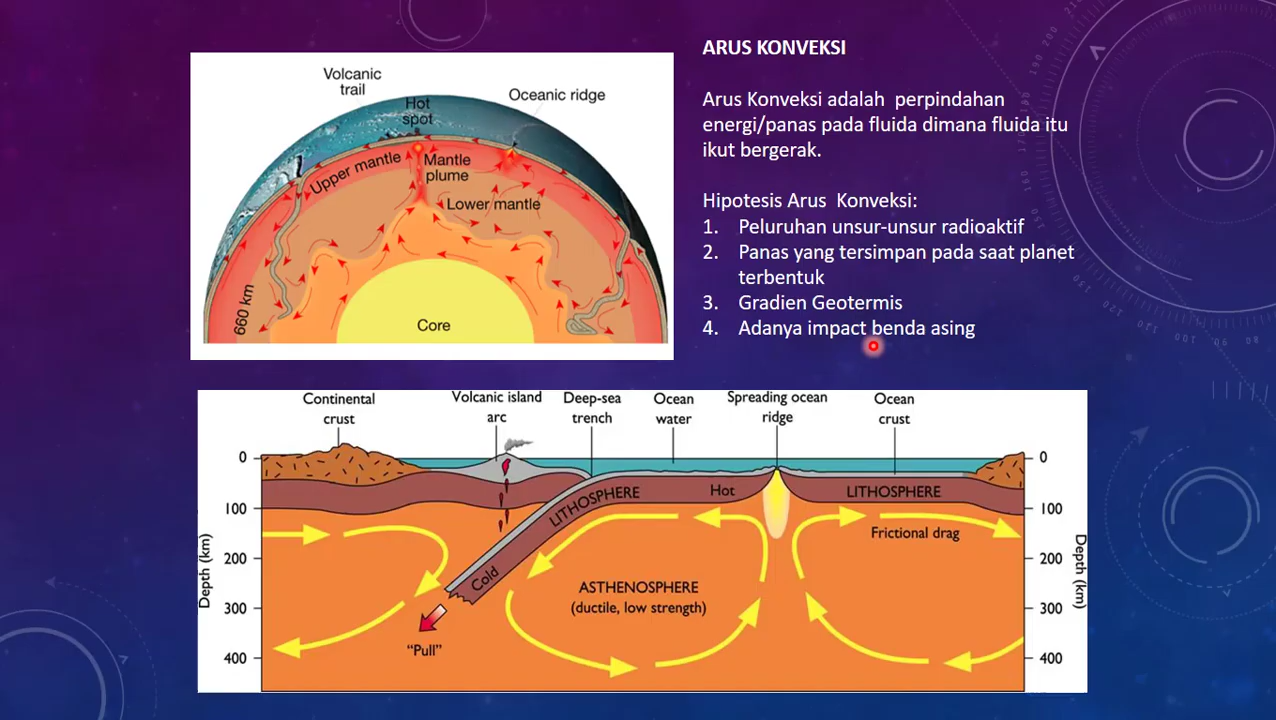 ARUS KONVEKSI
Arus Konveksi adalah perpindahan
energi/panas pada fluida dimana fluida itu
ikut bergerak.
Hipotesis Arus Konveksi:
1. Peluruhan unsur-unsur radioaktif
2. Panas yang tersimpan pada saat planet
terbentuk
3. Gradien Geotermis
4. Adanya impact benda asing
Volcanic
trail
Hot
spot
Oceanic ridge
Upper mantle
Mantle
plume
Lower mantle
660 km
Core
Continental
crust
Volcanic island
arc
Deep-sea
trench
Ocean
water
Spreading ocean
ridge
Ocean
crust
0
100
200
300
400
Depth (km)
LITHOSPHERE
Hot
LITHOSPHERE
Frictional drag
Cold
ASTHENOSPHERE
(ductile, low strength)
"Pull"
0
100
200
300
400
Depth (km)